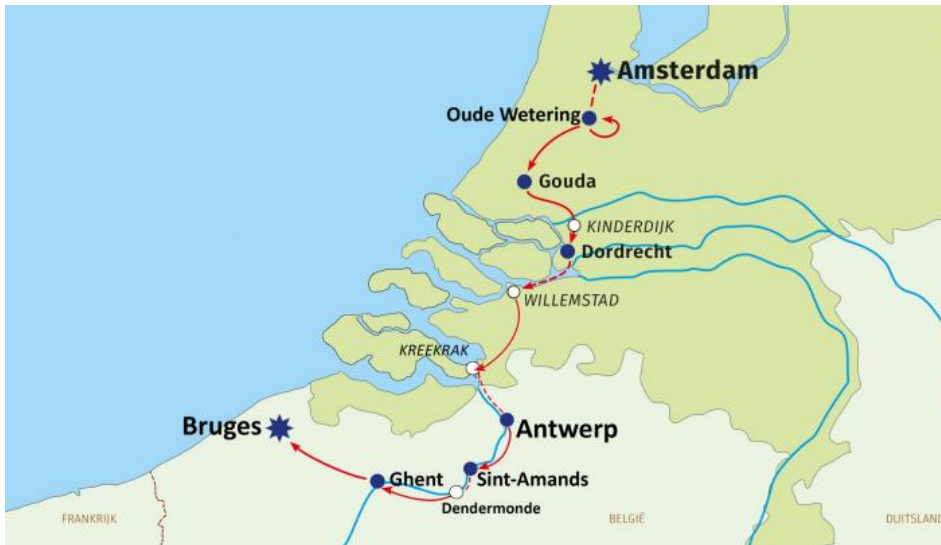 Amsterdam
Oude Wetering
Gouda
KINDERDIJK
Dordrecht
WILLEMSTAD
KREEKRAK
Bruges
Antwerp
Ghent
Sint-Amands
Dendermonde
FRANKRIJK
BELGIË
DUITSLAND